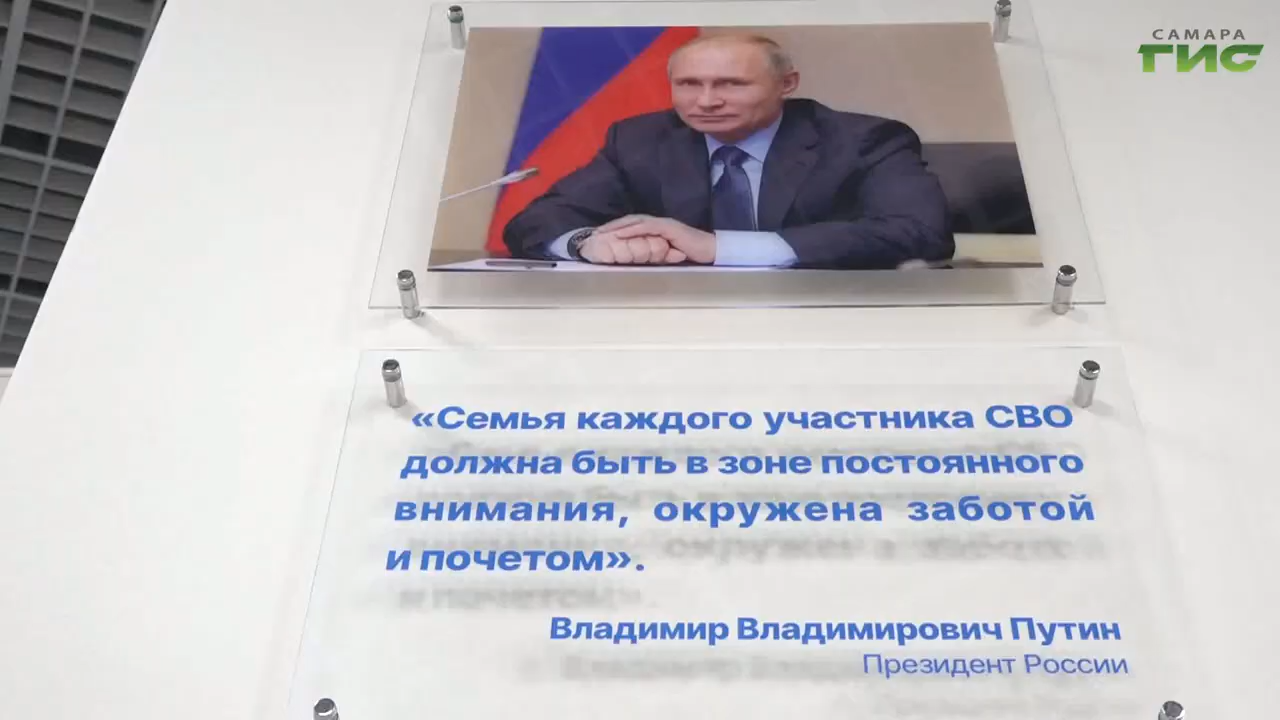 САМАРА
ГИС
«Семья каждого участника СВО
должна быть в зоне постоянного
внимания, окружена заботой
и почетом».
Владимир Владимирович Путин
Президент России